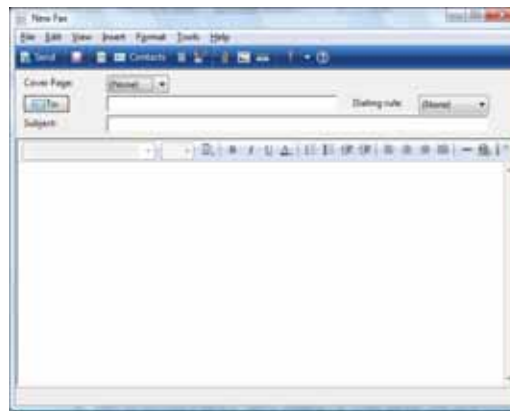 New Fax
File Edit View Insert Format Tools Help
Send Contacts
Cover Page: (None)
To: Dialing rule: (None)
Subject:
B I U A